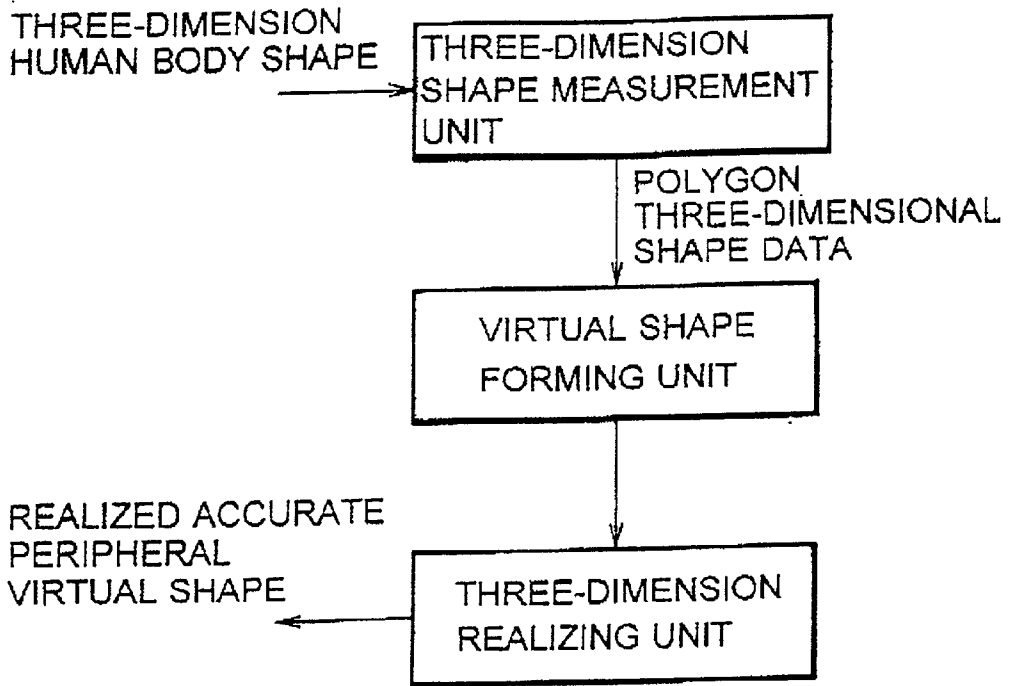 THREE-DIMENSION
HUMAN BODY SHAPE
THREE-DIMENSION
SHAPE MEASUREMENT
UNIT
POLYGON
THREE-DIMENSIONAL
SHAPE DATA
VIRTUAL SHAPE
FORMING UNIT
REALIZED ACCURATE
PERIPHERAL
VIRTUAL SHAPE
THREE-DIMENSION
REALIZING UNIT